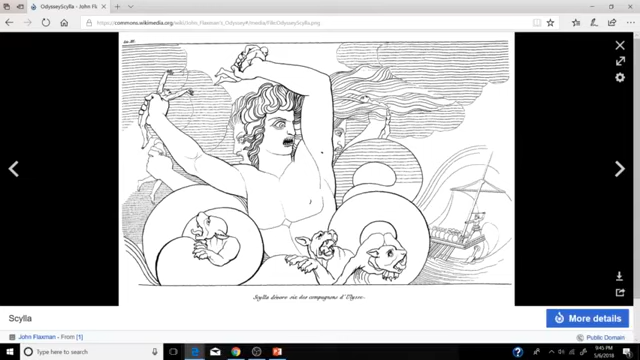 OdysseyScylla - John Flax
https://commons.wikimedia.org/wiki/John_Flaxman's_Odyssey#/media/File:OdysseyScylla.png
Scylla dévore six des compagnons d'Ulysse.
Scylla
More details
John Flaxman - From [1]
Public Domain
Type here to search
9:45 PM
5/6/2018